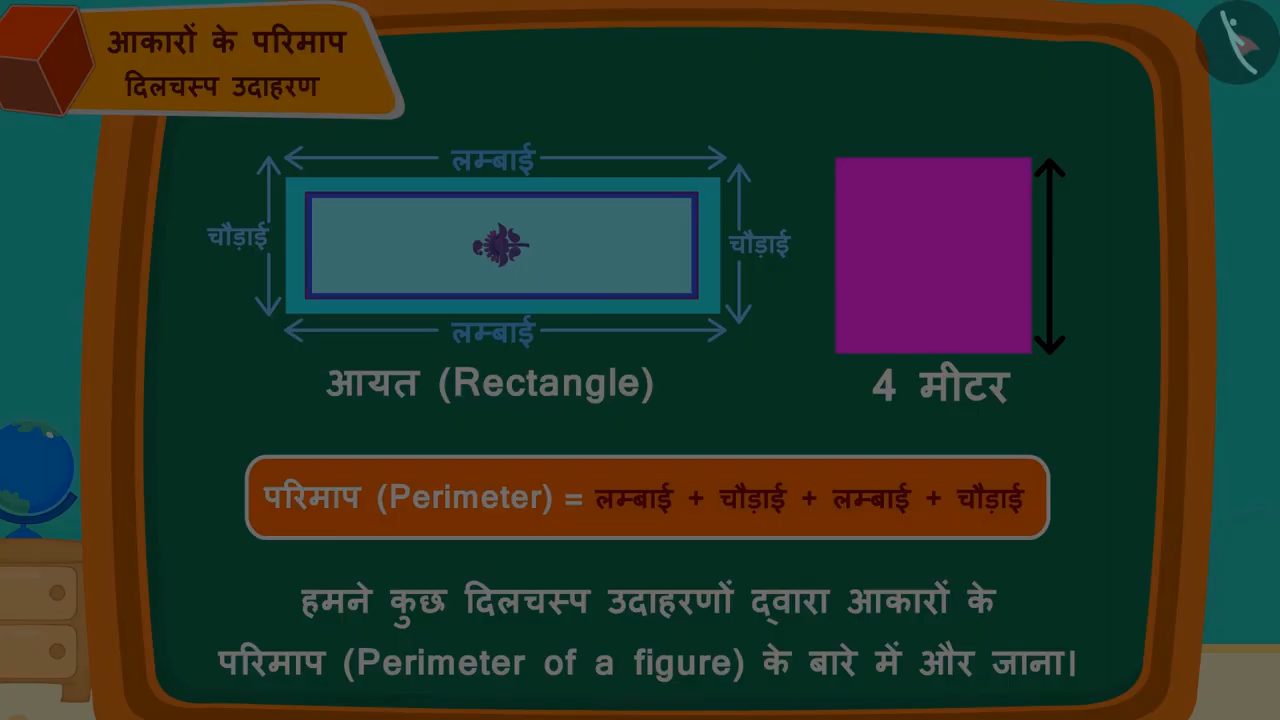 आकारों के परिमाप
दिलचस्प उदाहरण
लम्बाई
चौड़ाई
चौड़ाई
लम्बाई
आयत (Rectangle)
4 मीटर
परिमाप (Perimeter) = लम्बाई + चौड़ाई + लम्बाई + चौड़ाई
हमने कुछ दिलचस्प उदाहरणों द्वारा आकारों के
परिमाप (Perimeter of a figure) के बारे में और जाना।